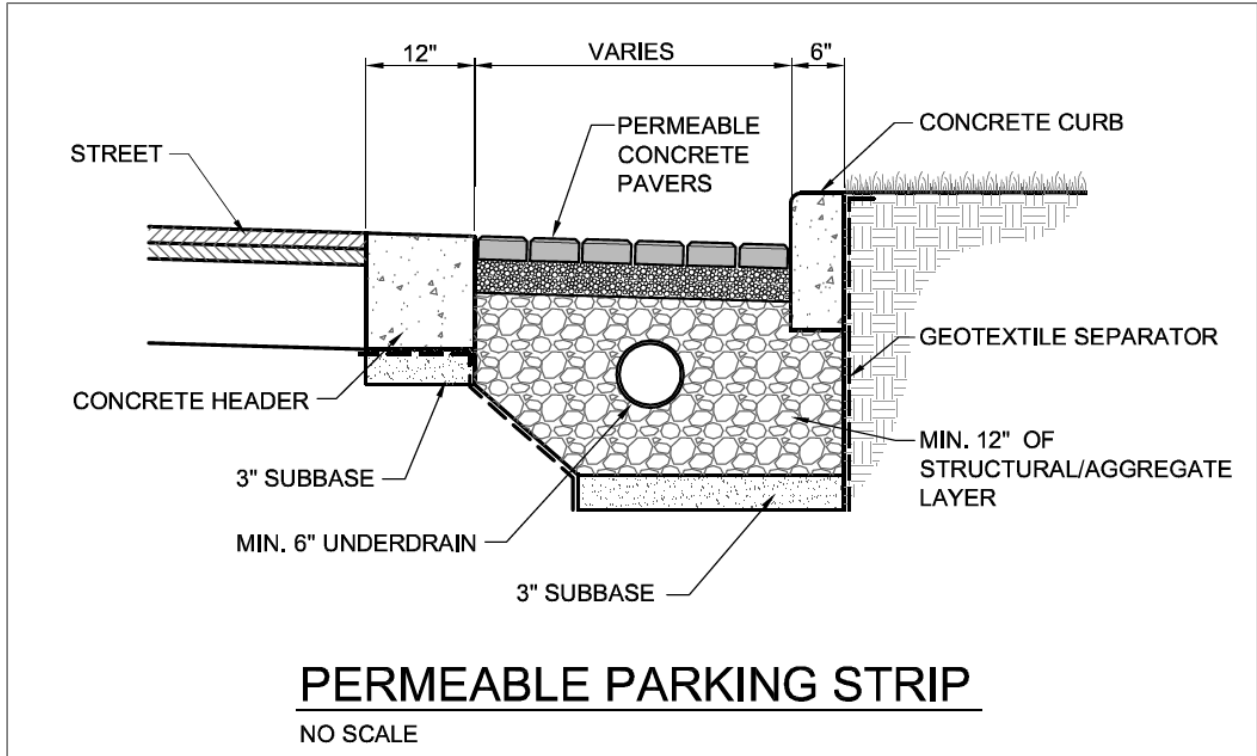 12"
VARIES
6"
STREET
PERMEABLE
CONCRETE
PAVERS
CONCRETE CURB
GEOTEXTILE SEPARATOR
CONCRETE HEADER
3" SUBBASE
MIN. 12" OF
STRUCTURAL/AGGREGATE
LAYER
MIN. 6" UNDERDRAIN
3" SUBBASE
PERMEABLE PARKING STRIP
NO SCALE